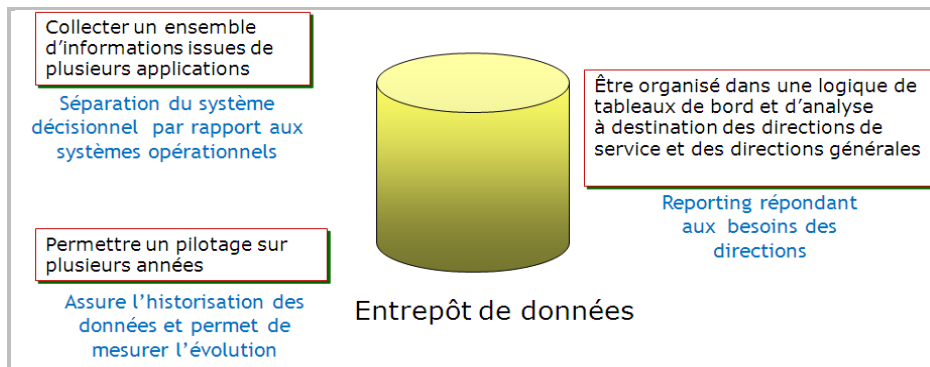 Collecter un ensemble
d'informations issues de
plusieurs applications
Séparation du système
décisionnel par rapport aux
systèmes opérationnels
Permettre un pilotage sur
plusieurs années
Assure l'historisation des
données et permet de
mesurer l'évolution
Entrepôt de données
Être organisé dans une logique de
tableaux de bord et d'analyse
à destination des directions de
service et des directions générales
Reporting répondant
aux besoins des
directions